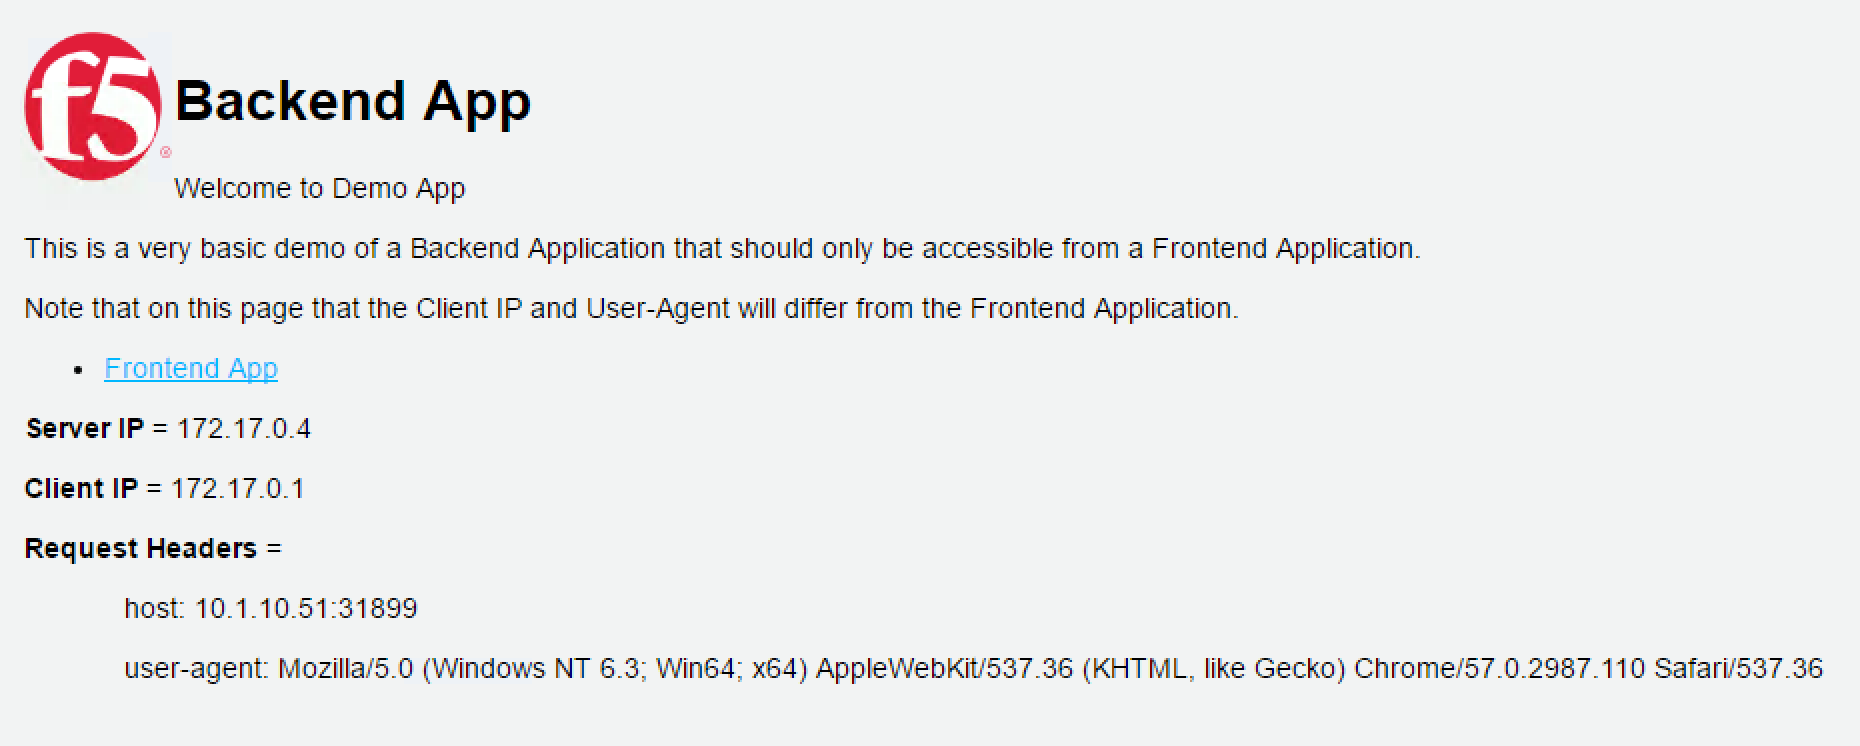 f5
®
Backend App
Welcome to Demo App
This is a very basic demo of a Backend Application that should only be accessible from a Frontend Application.
Note that on this page that the Client IP and User-Agent will differ from the Frontend Application.
• Frontend App
Server IP = 172.17.0.4
Client IP = 172.17.0.1
Request Headers =
host: 10.1.10.51:31899
user-agent: Mozilla/5.0 (Windows NT 6.3; Win64; x64) AppleWebKit/537.36 (KHTML, like Gecko) Chrome/57.0.2987.110 Safari/537.36